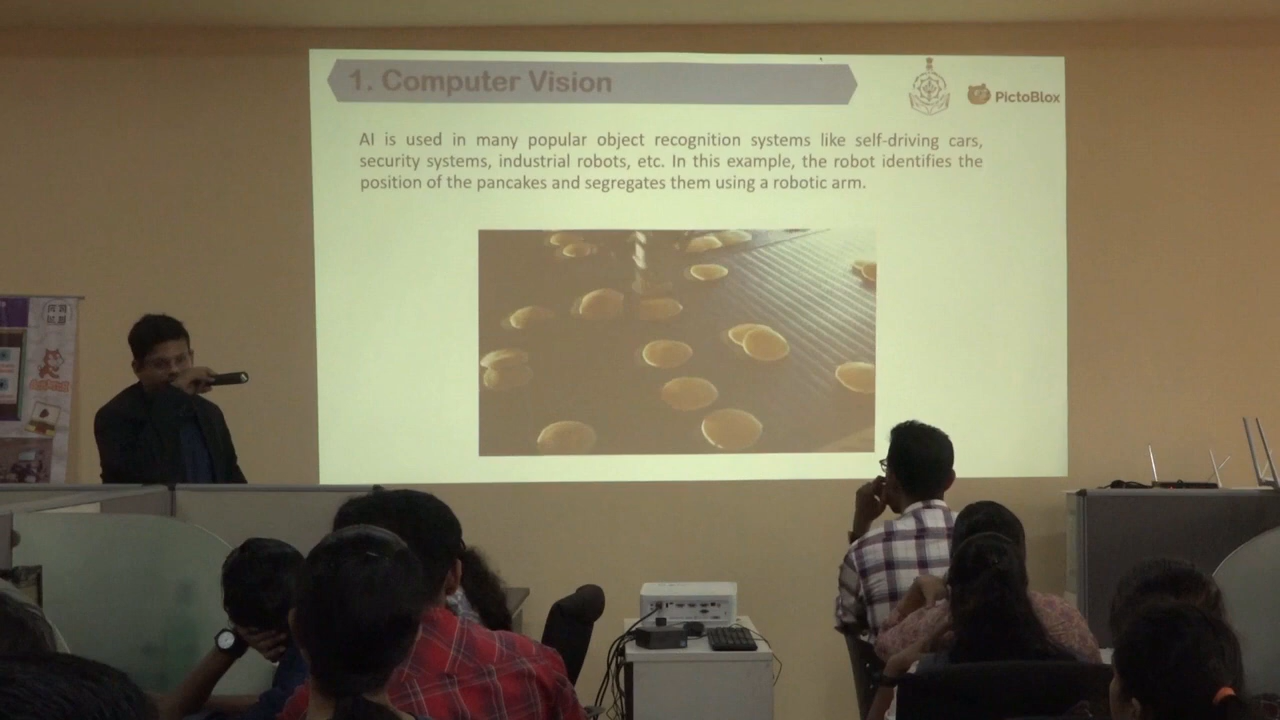 1. Computer Vision
PictoBlox
AI is used in many popular object recognition systems like self-driving cars,
security systems, industrial robots, etc. In this example, the robot identifies the
position of the pancakes and segregates them using a robotic arm.